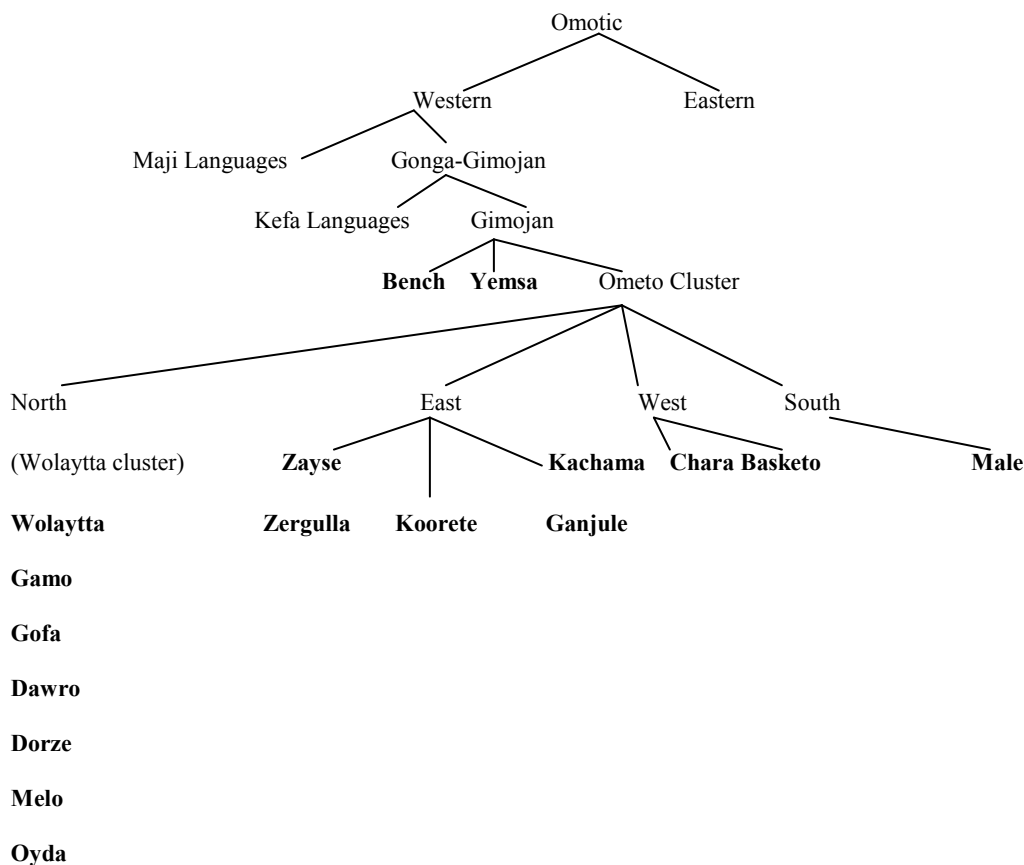 Omotic
Western Eastern
Maji Languages Gonga-Gimojan
Kefa Languages Gimojan
Bench Yemsa Ometo Cluster
North East West South
(Wolaytta cluster) Zayse Kachama Chara Basketo Male
Wolaytta Zergulla Koorete Ganjule
Gamo
Gofa
Dawro
Dorze
Melo
Oyda